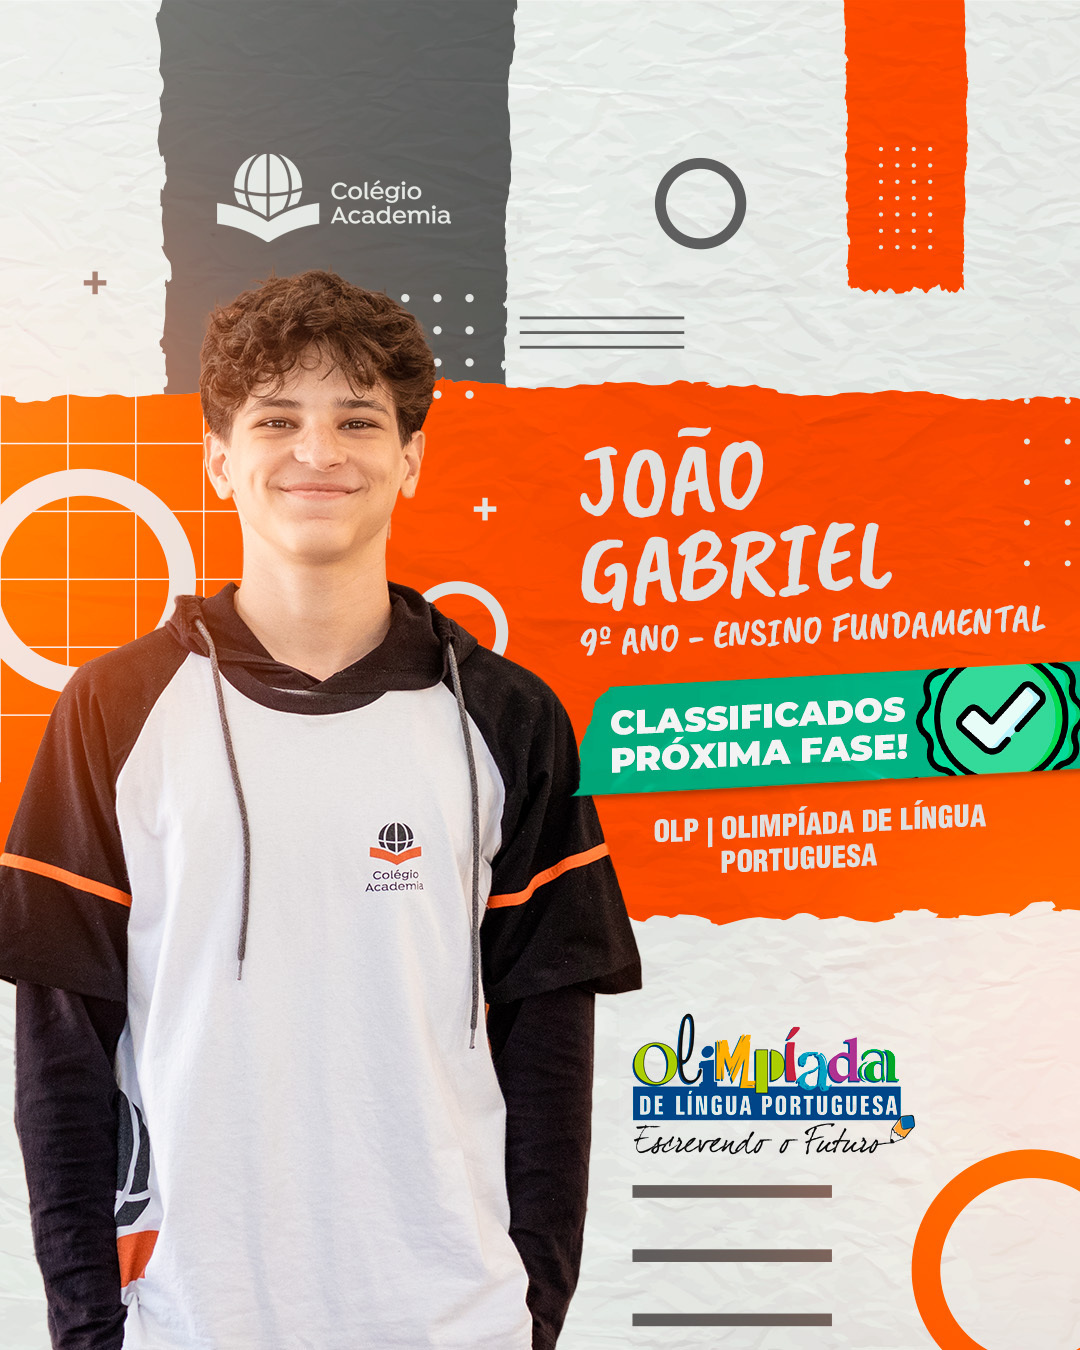 Colégio
Academia
JOÃO
GABRIEL
9º ANO - ENSINO FUNDAMENTAL
CLASSIFICADOS
PRÓXIMA FASE!
OLP | OLIMPÍADA DE LÍNGUA
PORTUGUESA
Colégio
Academia
Olimpíada
DE LÍNGUA PORTUGUESA
Escrevendo o Futuro